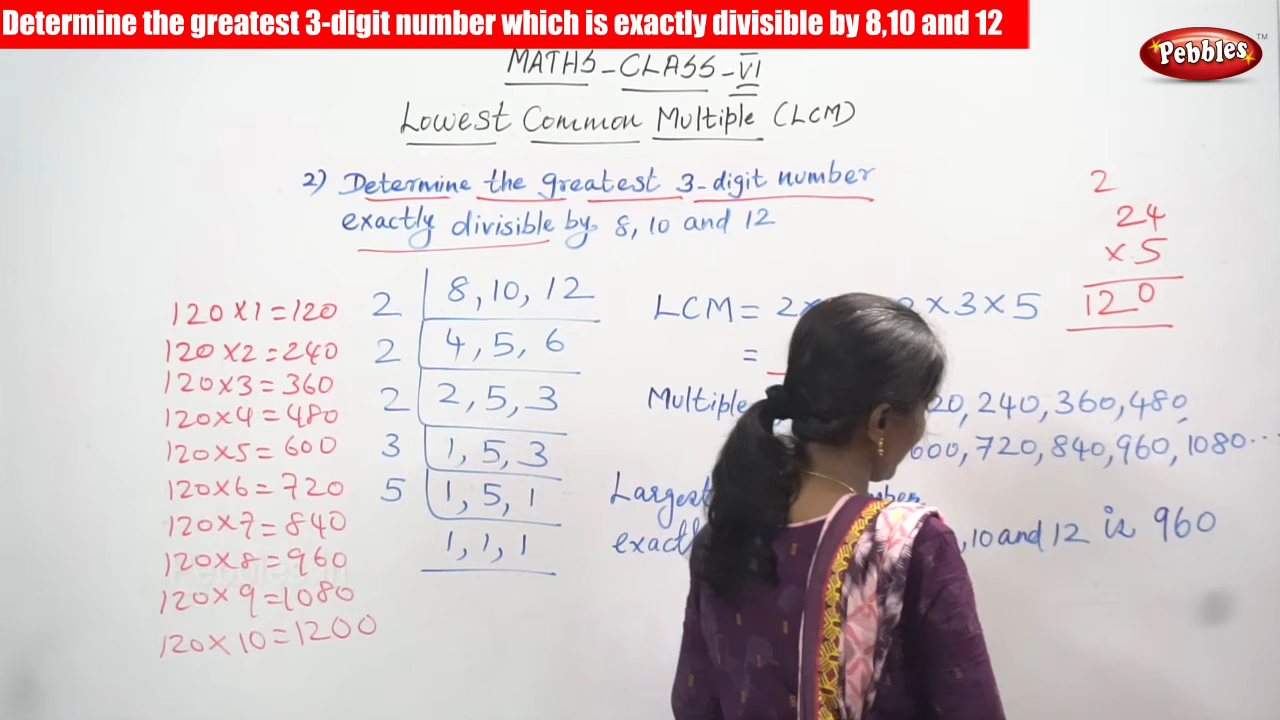 Determine the greatest 3-digit number which is exactly divisible by 8,10 and 12
Pebbles TM
MATHS - CLASS - VI
Lowest Common Multiple (LCM)
2) Determine the greatest 3-digit number
exactly divisible by 8, 10 and 12
2
24
×5
120
120×1=120
120×2=240
120×3=360
120×4=480
120×5=600
120×6=720
120×7=840
120×8=960
120×9=1080
120×10=1200
2 8, 10, 12
2 4, 5, 6
2 2, 5, 3
3 1, 5, 3
5 1, 5, 1
1, 1, 1
LCM = 2× ×3×5
=
Multiple 20, 240, 360, 480,
600, 720, 840, 960, 1080...
Largest
, 10 and 12 is 960